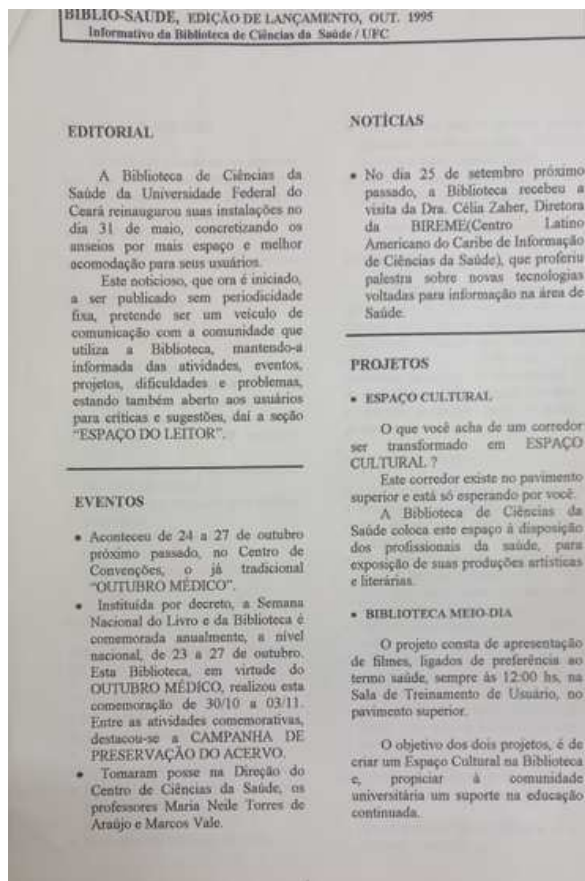 BIBLIO-SAUDE, EDIÇÃO DE LANÇAMENTO, OUT. 1995
Informativo da Biblioteca de Ciências da Saúde / UFC
EDITORIAL
A Biblioteca de Ciências da
Saúde da Universidade Federal do
Ceará reinaugurou suas instalações no
dia 31 de maio, concretizando os
anseios por mais espaço e melhor
acomodação para seus usuários.
Este noticioso, que ora é iniciado,
a ser publicado sem periodicidade
fixa, pretende ser um veículo de
comunicação com a comunidade que
utiliza a Biblioteca, mantendo-a
informada das atividades, eventos,
projetos, dificuldades e problemas,
estando também aberto aos usuários
para críticas e sugestões, daí a seção
"ESPAÇO DO LEITOR".
EVENTOS
• Aconteceu de 24 a 27 de outubro
próximo passado, no Centro de
Convenções, o já tradicional
"OUTUBRO MÉDICO".
• Instituída por decreto, a Semana
Nacional do Livro e da Biblioteca é
comemorada anualmente, a nível
nacional, de 23 a 27 de outubro.
Esta Biblioteca, em virtude do
OUTUBRO MÉDICO, realizou esta
comemoração de 30/10 a 03/11.
Entre as atividades comemorativas,
destacou-se a CAMPANHA DE
PRESERVAÇÃO DO ACERVO.
• Tomaram posse na Direção do
Centro de Ciências da Saúde, os
professores Maria Neile Torres de
Araújo e Marcos Vale.
NOTÍCIAS
• No dia 25 de setembro próximo
passado, a Biblioteca recebeu a
visita da Dra. Célia Zaher, Diretora
da BIREME(Centro Latino
Americano do Caribe de Informação
de Ciências da Saúde), que proferiu
palestra sobre novas tecnologias
voltadas para informação na área de
Saúde.
PROJETOS
• ESPAÇO CULTURAL
O que você acha de um corredor
ser transformado em ESPAÇO
CULTURAL ?
Este corredor existe no pavimento
superior e está só esperando por você.
A Biblioteca de Ciências da
Saúde coloca este espaço à disposição
dos profissionais da saúde, para
exposição de suas produções artísticas
e literárias.
• BIBLIOTECA MEIO-DIA
O projeto consta de apresentação
de filmes, ligados de preferência ao
termo saúde, sempre às 12:00 hs, na
Sala de Treinamento de Usuário, no
pavimento superior.
O objetivo dos dois projetos, é de
criar um Espaço Cultural na Biblioteca
e, propiciar à comunidade
universitária um suporte na educação
continuada.